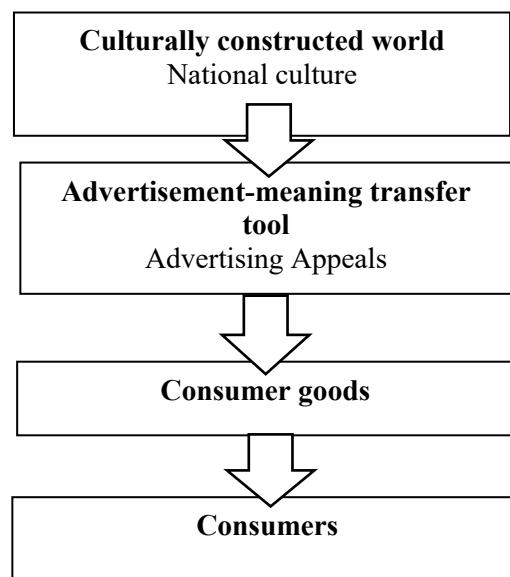 Culturally constructed world
National culture
Advertisement-meaning transfer
tool
Advertising Appeals
Consumer goods
Consumers